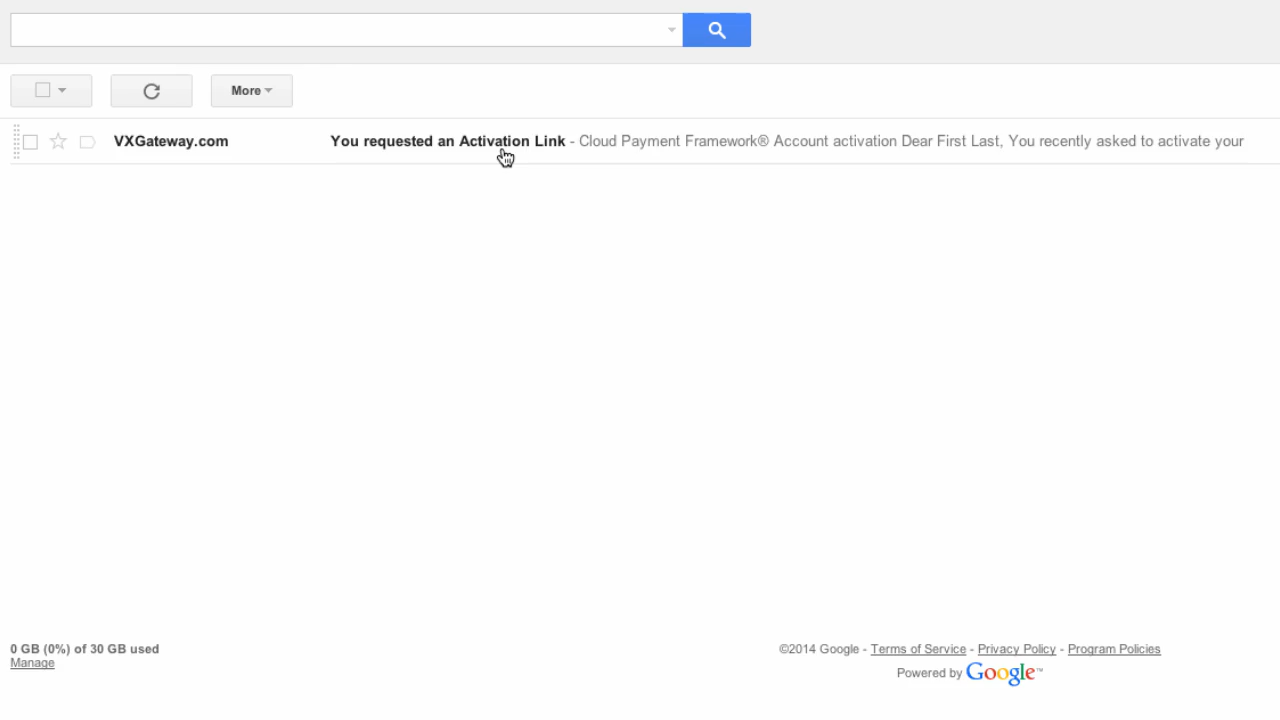 More
VXGateway.com You requested an Activation Link - Cloud Payment Framework® Account activation Dear First Last, You recently asked to activate your
0 GB (0%) of 30 GB used
Manage
©2014 Google - Terms of Service - Privacy Policy - Program Policies
Powered by Google™